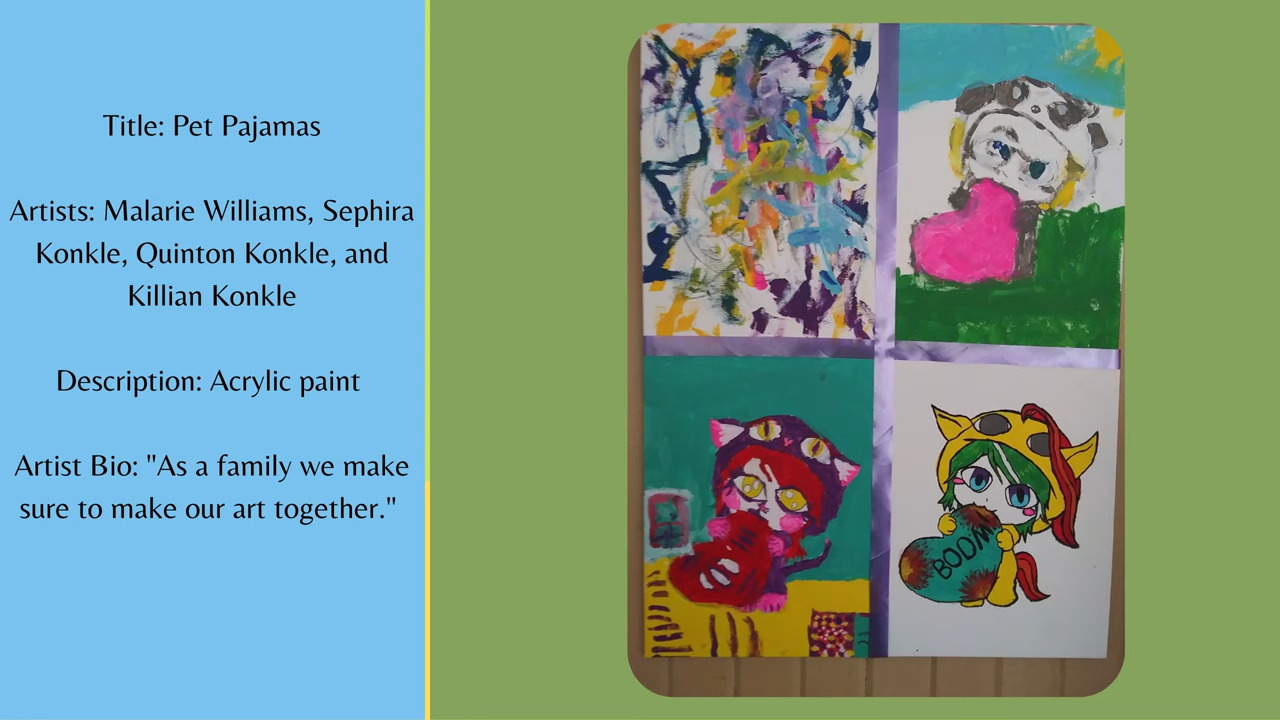 Title: Pet Pajamas
Artists: Malarie Williams, Sephira
Konkle, Quinton Konkle, and
Killian Konkle
Description: Acrylic paint
Artist Bio: "As a family we make
sure to make our art together."
BOOM